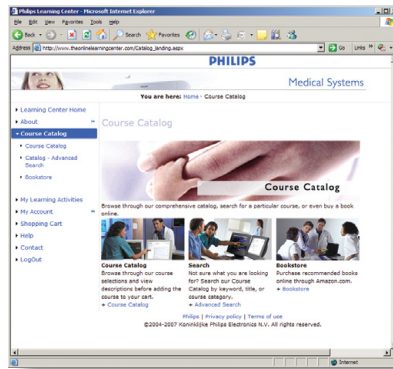 Philips Learning Center - Microsoft Internet Explorer
File Edit View Favorites Tools Help
Back Search Favorites
Address http://www.theonlinelearningcenter.com/Catalog_landing.aspx Go Links »
PHILIPS
Medical Systems
You are here: Home - Course Catalog
Learning Center Home
About »
Course Catalog
Course Catalog
Catalog - Advanced
Search
Bookstore
My Learning Activities
My Account »
Shopping Cart
Help
Contact
LogOut
Course Catalog
Course Catalog
Browse through our comprehensive catalog, search for a particular course, or even buy a book
online.
Course Catalog
Browse through our course
selections and view
descriptions before adding the
course to your cart.
Course Catalog
Search
Not sure what you are looking
for? Search our Course
Catalog by keyword, title, or
course category.
Advanced Search
Bookstore
Purchase recommended books
online through Amazon.com.
Bookstore
Philips | Privacy policy | Terms of use
©2004-2007 Koninklijke Philips Electronics N.V. All rights reserved.
Internet